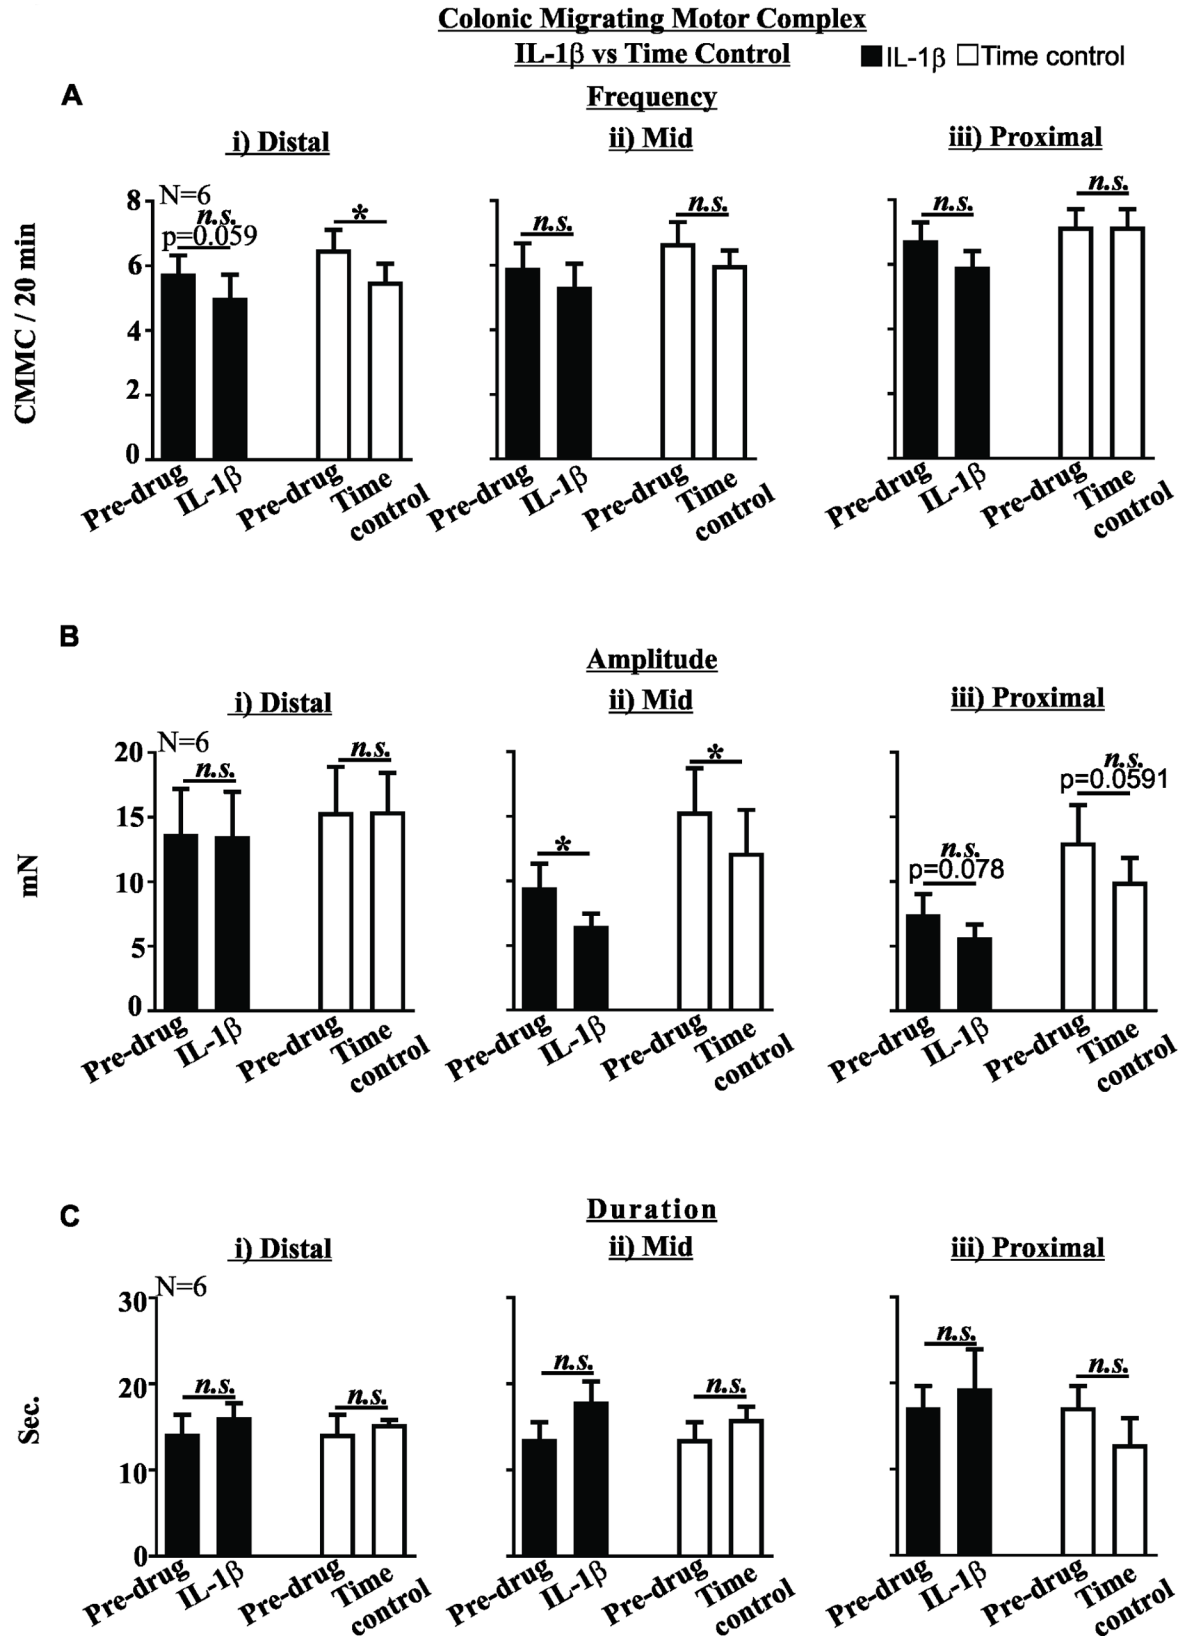 Colonic Migrating Motor Complex
IL-1β vs Time Control
IL-1β Time control
A
Frequency
i) Distal
ii) Mid
iii) Proximal
CMMC / 20 min
8
6
4
2
0
N=6
n.s.
p=0.059
*
n.s.
n.s.
n.s.
n.s.
Pre-drug
IL-1β
Pre-drug
Time
control
Pre-drug
IL-1β
Pre-drug
Time
control
Pre-drug
IL-1β
Pre-drug
Time
control
B
Amplitude
i) Distal
ii) Mid
iii) Proximal
mN
20
15
10
5
0
N=6
n.s.
n.s.
*
*
n.s.
p=0.078
n.s.
p=0.0591
Pre-drug
IL-1β
Pre-drug
Time
control
Pre-drug
IL-1β
Pre-drug
Time
control
Pre-drug
IL-1β
Pre-drug
Time
control
C
Duration
i) Distal
ii) Mid
iii) Proximal
Sec.
30
20
10
0
N=6
n.s.
n.s.
n.s.
n.s.
n.s.
n.s.
Pre-drug
IL-1β
Pre-drug
Time
control
Pre-drug
IL-1β
Pre-drug
Time
control
Pre-drug
IL-1β
Pre-drug
Time
control